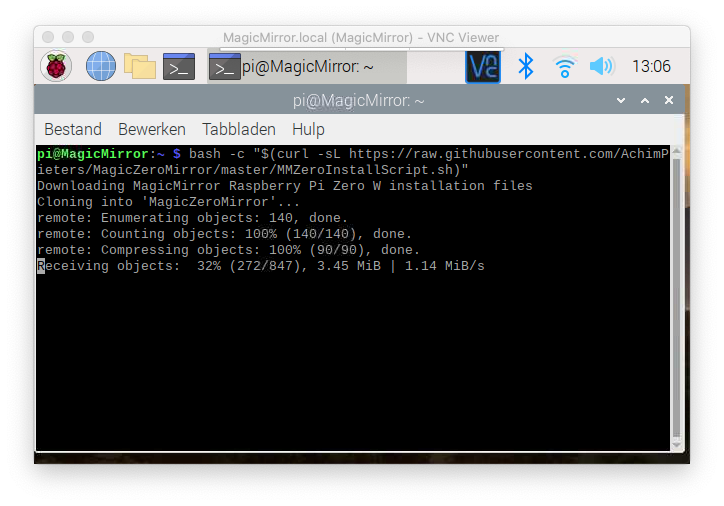 MagicMirror.local (MagicMirror) - VNC Viewer
>_ >_ pi@MagicMirror: ~ VNC 13:06
pi@MagicMirror: ~
Bestand Bewerken Tabbladen Hulp
pi@MagicMirror:~ $ bash -c "$(curl -sL https://raw.githubusercontent.com/AchimP
ieters/MagicZeroMirror/master/MMZeroInstallScript.sh)"
Downloading MagicMirror Raspberry Pi Zero W installation files
Cloning into 'MagicZeroMirror'...
remote: Enumerating objects: 140, done.
remote: Counting objects: 100% (140/140), done.
remote: Compressing objects: 100% (90/90), done.
Receiving objects:  32% (272/847), 3.45 MiB | 1.14 MiB/s